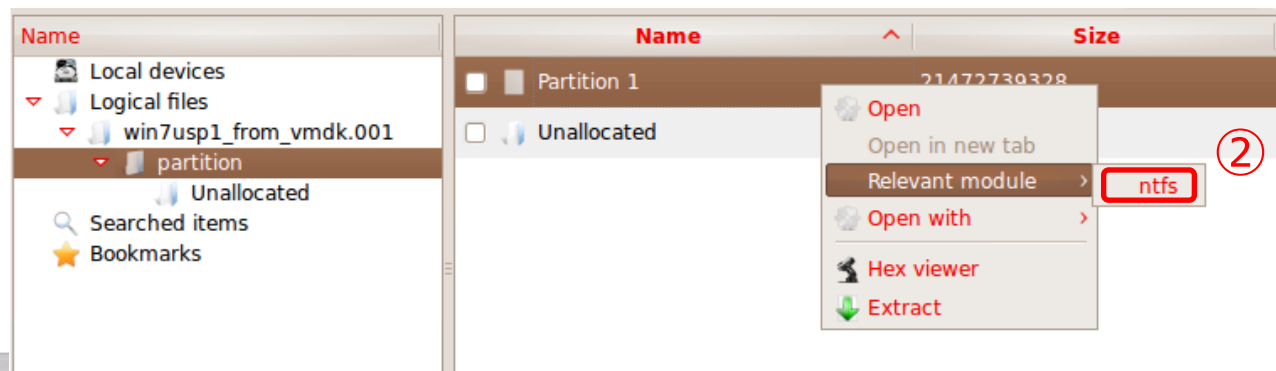 Name
Local devices
Logical files
win7usp1_from_vmdk.001
partition
Unallocated
Searched items
Bookmarks
Name Size
Partition 1 21472739328
Unallocated
Open
Open in new tab
Relevant module
ntfs
②
Open with
Hex viewer
Extract